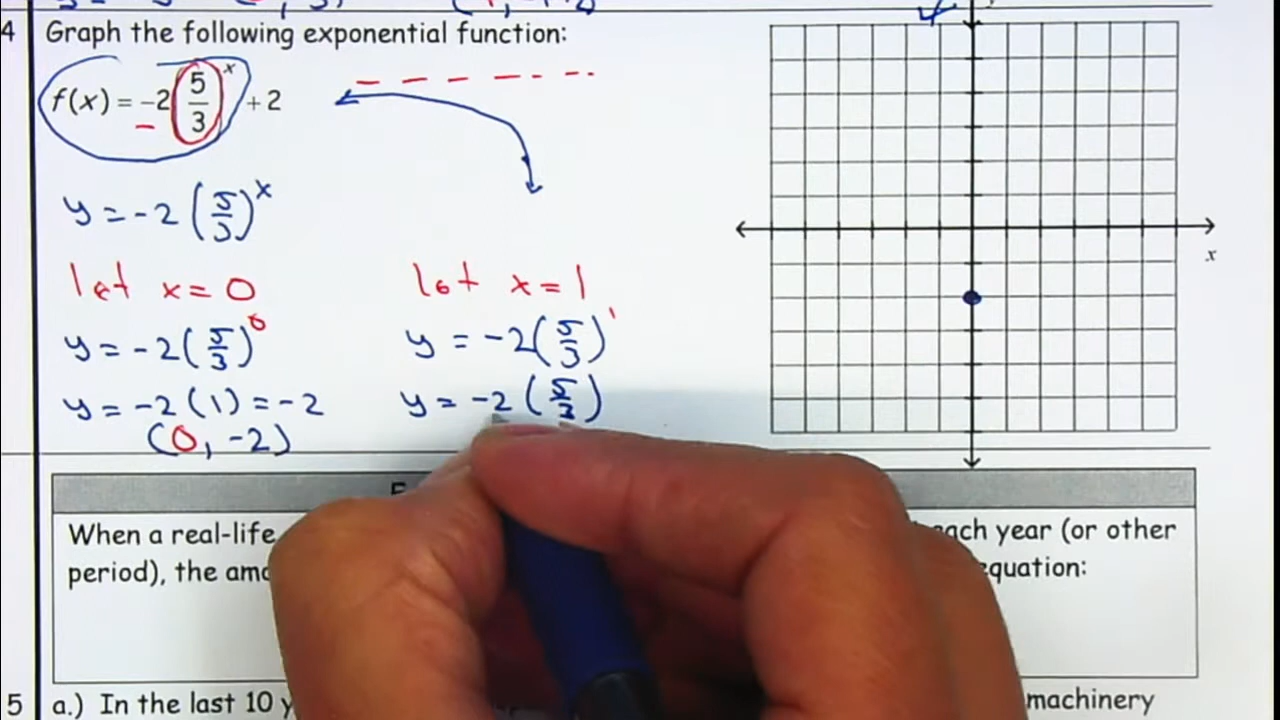 4 Graph the following exponential function:
f(x) = -2(5/3)^x + 2
y = -2(5/3)^x
let x = 0 let x = 1
y = -2(5/3)^0 y = -2(5/3)^1
y = -2(1) = -2 y = -2(5/3)
(0, -2)
x
When a real-life each year (or other
period), the equation:
5 a.) In the last 10 machinery